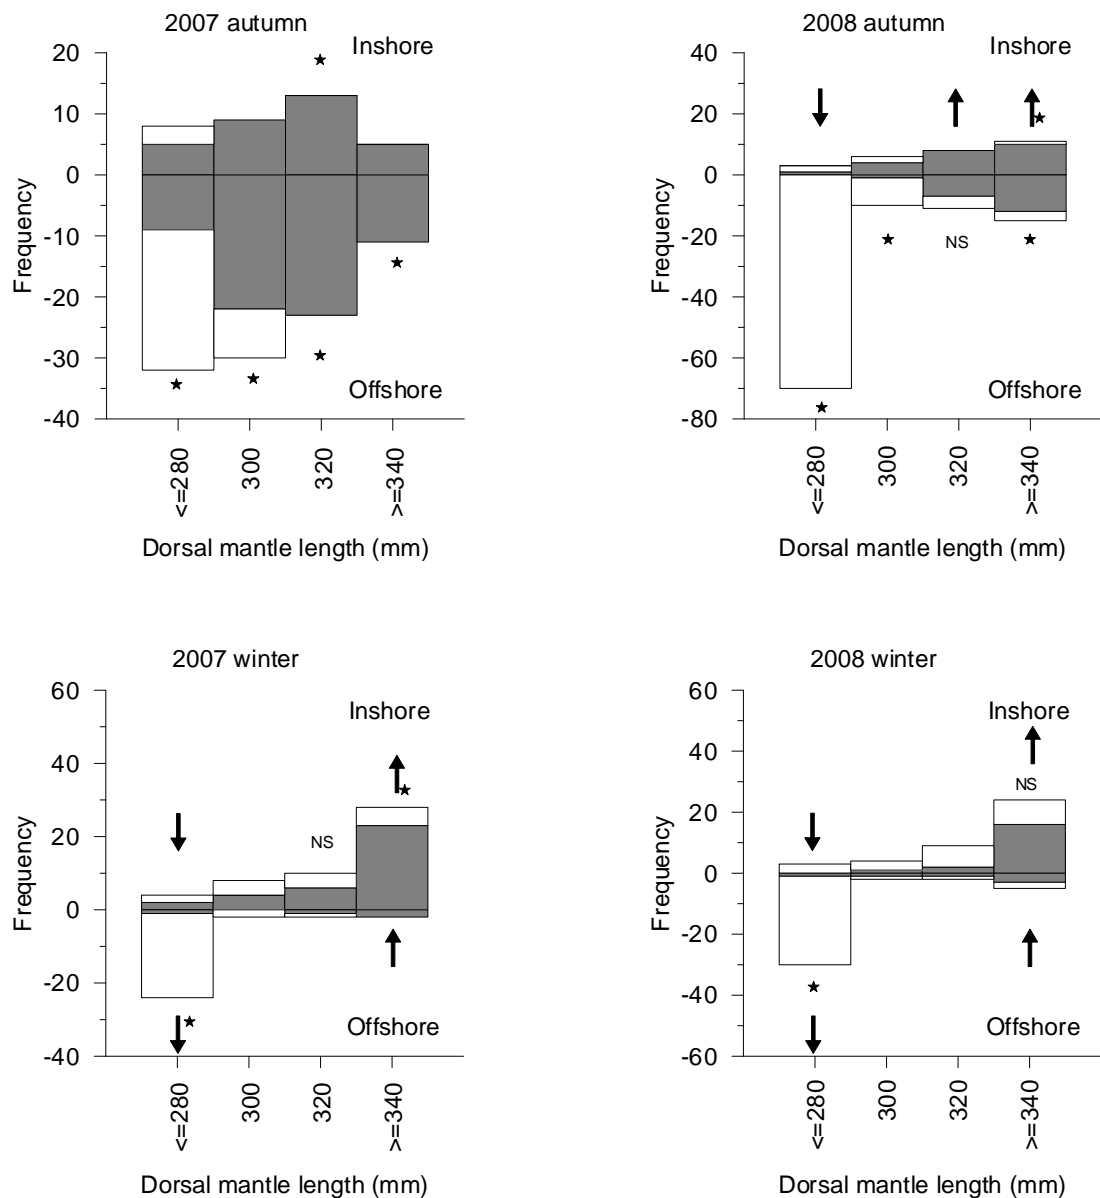 2007 autumn
Inshore
20
10
0
-10
-20
-30
-40
Frequency
Offshore
<=280
300
320
>=340
Dorsal mantle length (mm)
2008 autumn
Inshore
40
20
0
-20
-40
-60
-80
Frequency
NS
Offshore
<=280
300
320
>=340
Dorsal mantle length (mm)
2007 winter
Inshore
60
40
20
0
-20
-40
Frequency
NS
Offshore
<=280
300
320
>=340
Dorsal mantle length (mm)
2008 winter
Inshore
60
40
20
0
-20
-40
-60
Frequency
NS
Offshore
<=280
300
320
>=340
Dorsal mantle length (mm)